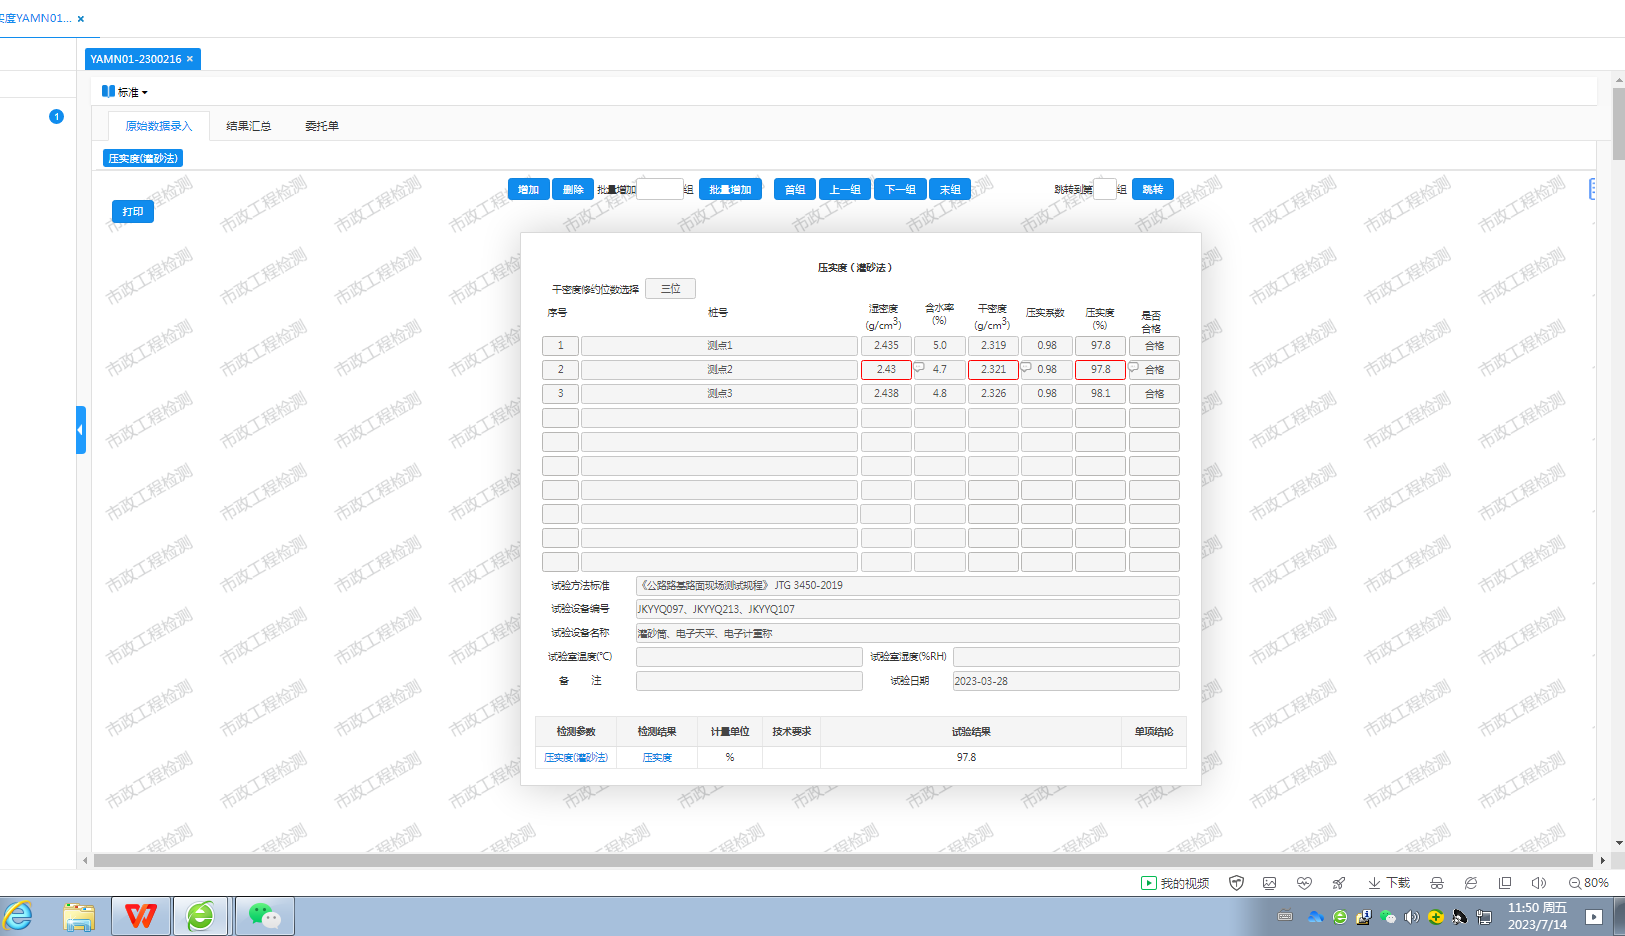 实度YAMN01... ×
YAMN01-2300216 ×
标准
1
原始数据录入 结果汇总 委托单
压实度(灌砂法)
增加 删除 批量增加 组 批量增加 首组 上一组 下一组 末组 跳转到第 组 跳转
打印
压实度（灌砂法）
干密度修约位数选择 三位
序号 桩号 湿密度(g/cm³) 含水率(%) 干密度(g/cm³) 压实系数 压实度(%) 是否合格
1 测点1 2.435 5.0 2.319 0.98 97.8 合格
2 测点2 2.43 4.7 2.321 0.98 97.8 合格
3 测点3 2.438 4.8 2.326 0.98 98.1 合格
试验方法标准 《公路路基路面现场测试规程》 JTG 3450-2019
试验设备编号 JKYYQ097、JKYYQ213、JKYYQ107
试验设备名称 灌砂筒、电子天平、电子计重称
试验室温度(℃) 试验室湿度(%RH)
备 注 试验日期 2023-03-28
检测参数 检测结果 计量单位 技术要求 试验结果 单项结论
压实度(灌砂法) 压实度 % 97.8
市政工程检测
我的视频 下载 80%
11:50 周五
2023/7/14